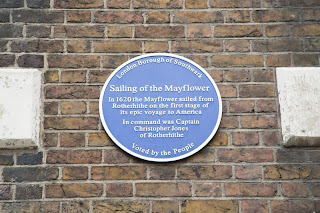 London Borough of Southwark
Sailing of the Mayflower
In 1620 the Mayflower sailed from
Rotherhithe on the first stage of
its epic voyage to America
In command was Captain
Christopher Jones
of Rotherhithe
Voted by the People